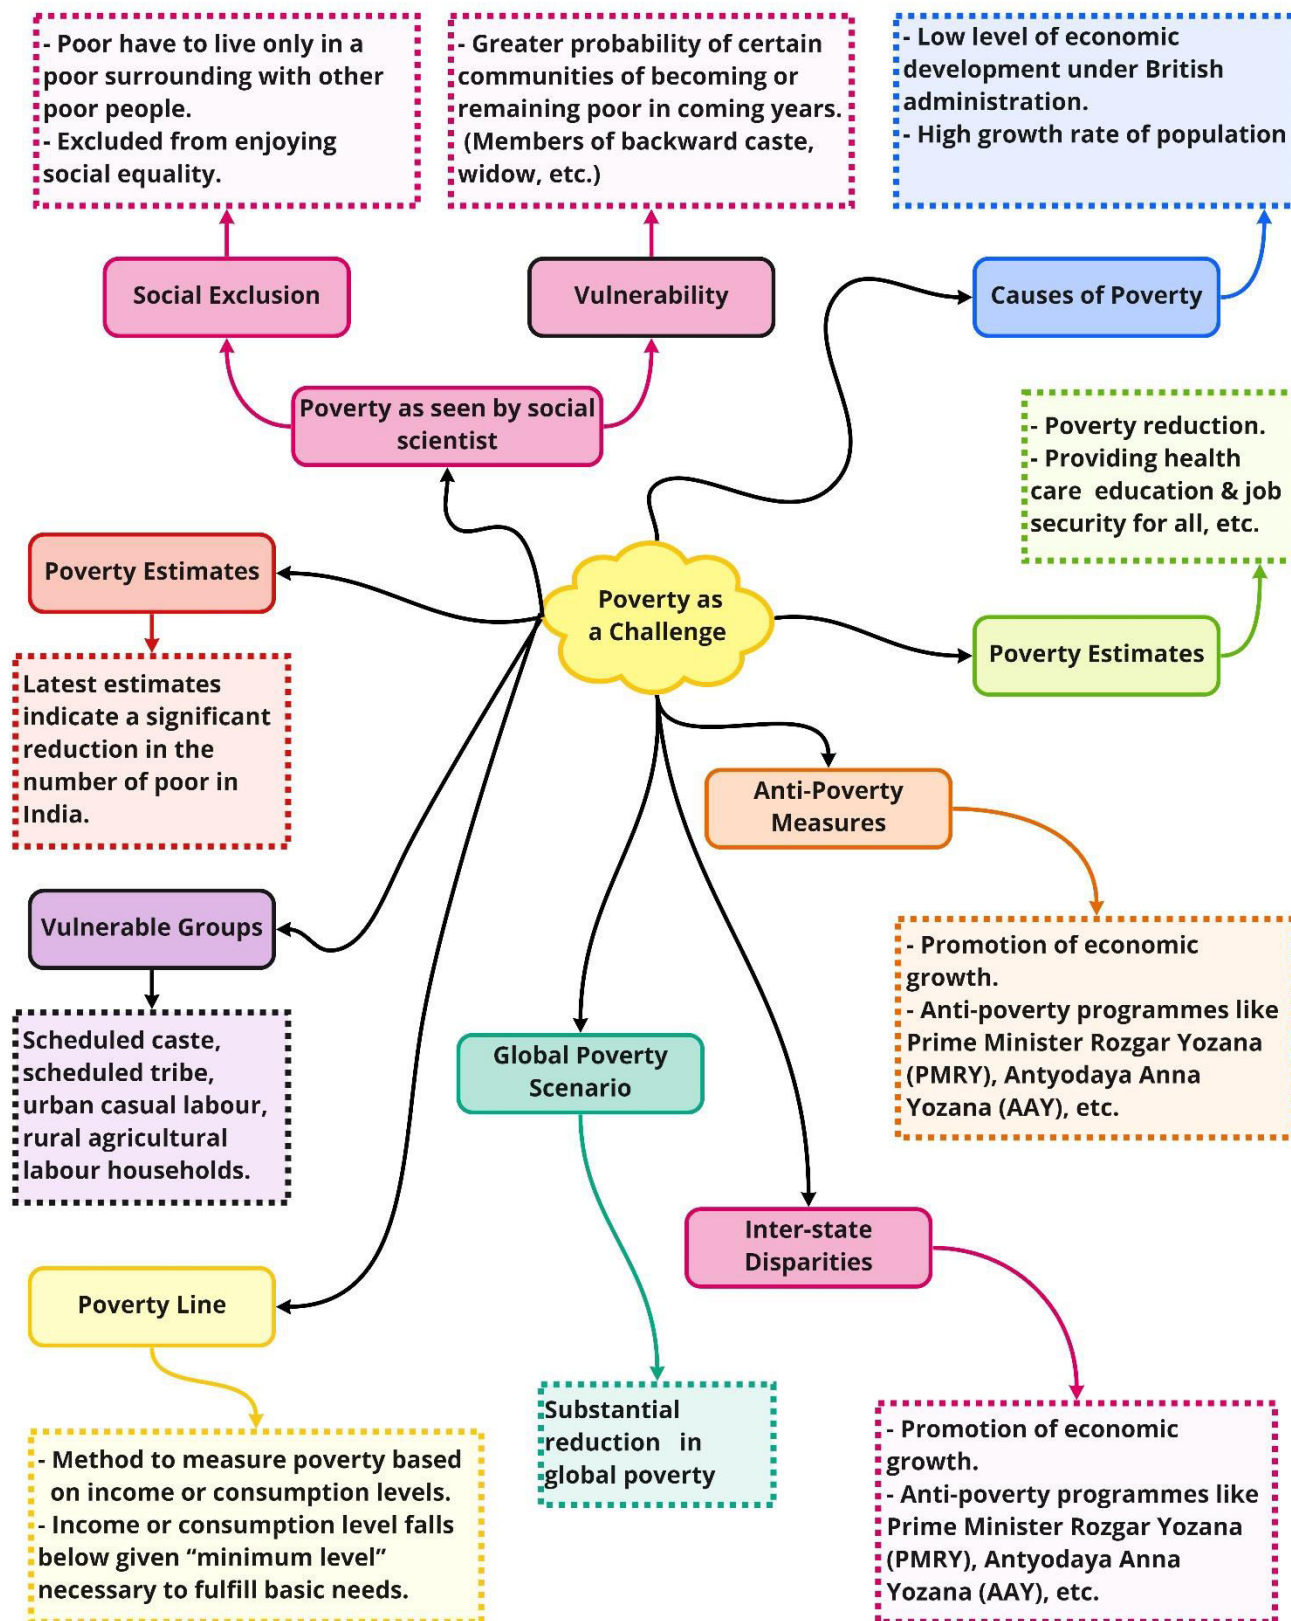 - Poor have to live only in a
poor surrounding with other
poor people.
- Excluded from enjoying
social equality.
- Greater probability of certain
communities of becoming or
remaining poor in coming years.
(Members of backward caste,
widow, etc.)
- Low level of economic
development under British
administration.
- High growth rate of population
Social Exclusion
Vulnerability
Causes of Poverty
Poverty as seen by social
scientist
- Poverty reduction.
- Providing health
care education & job
security for all, etc.
Poverty Estimates
Poverty as
a Challenge
Poverty Estimates
Latest estimates
indicate a significant
reduction in the
number of poor in
India.
Anti-Poverty
Measures
Vulnerable Groups
- Promotion of economic
growth.
- Anti-poverty programmes like
Prime Minister Rozgar Yozana
(PMRY), Antyodaya Anna
Yozana (AAY), etc.
Scheduled caste,
scheduled tribe,
urban casual labour,
rural agricultural
labour households.
Global Poverty
Scenario
Inter-state
Disparities
Poverty Line
Substantial
reduction in
global poverty
- Promotion of economic
growth.
- Anti-poverty programmes like
Prime Minister Rozgar Yozana
(PMRY), Antyodaya Anna
Yozana (AAY), etc.
- Method to measure poverty based
on income or consumption levels.
- Income or consumption level falls
below given “minimum level”
necessary to fulfill basic needs.